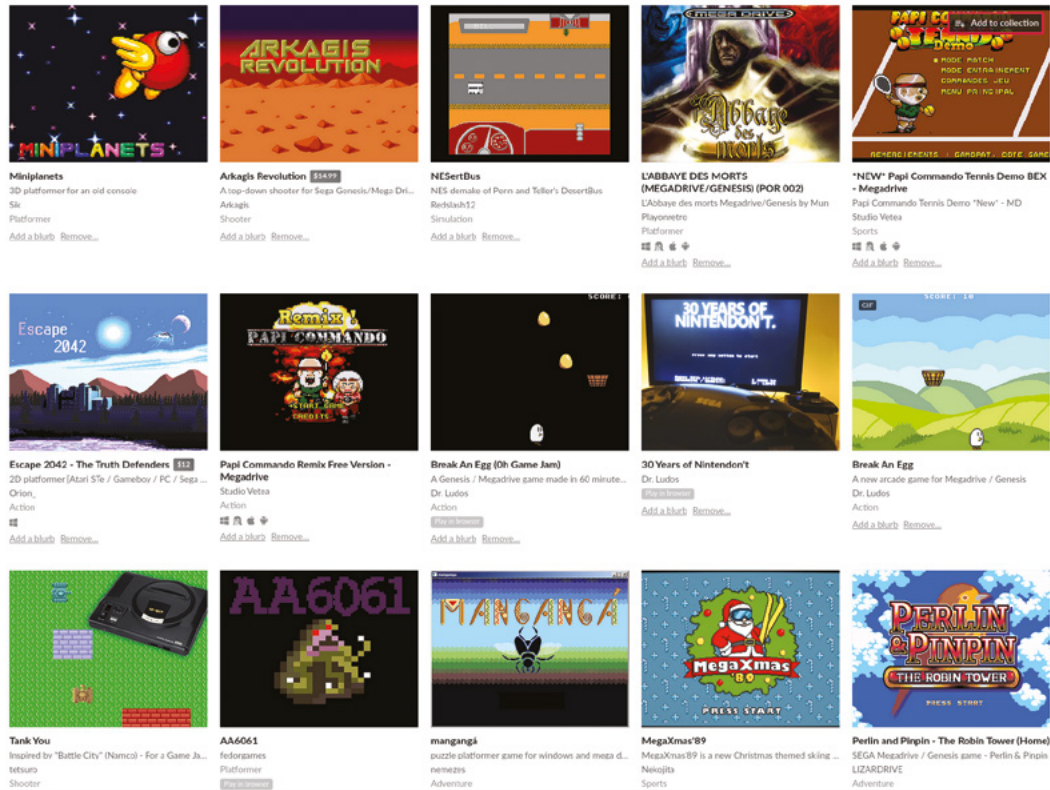 MINIPLANETS
Miniplanets
3D platformer for an old console
Sik
Platformer
Add a blurb Remove...
ARKAGIS
REVOLUTION
Arkagis Revolution $14.99
A top-down shooter for Sega Genesis/Mega Dri...
Arkagis
Shooter
Add a blurb Remove...
NESertBus
NES demake of Penn and Teller's DesertBus
Redslash12
Simulation
Add a blurb Remove...
MEGA DRIVE
l'Abbaye
des
morts
L'ABBAYE DES MORTS
(MEGADRIVE/GENESIS) (POR 002)
L'Abbaye des morts Megadrive/Genesis by Mun
Playonretro
Platformer
Add a blurb Remove...
Add to collection
PAPI CO
TENNIS
Demo
MODE MATCH
MODE ENTRAINEMENT
COMMANDES JEU
MENU PRINCIPAL
REMERCIEMENTS : GAMOPAT, COTE GAME
*NEW* Papi Commando Tennis Demo BEX
- Megadrive
Papi Commando Tennis Demo *New* - MD
Studio Vetea
Sports
Add a blurb Remove...
Escape
2042
Escape 2042 - The Truth Defenders $12
2D platformer [Atari STe / Gameboy / PC / Sega ...
Orion_
Action
Add a blurb Remove...
Remix !
PAPI COMMANDO
START GAME
CREDITS
Papi Commando Remix Free Version -
Megadrive
Studio Vetea
Action
Add a blurb Remove...
SCORE:
Break An Egg (0h Game Jam)
A Genesis / Megadrive game made in 60 minute...
Dr. Ludos
Action
Play in browser
Add a blurb Remove...
30 YEARS OF
NINTENDON'T.
SEGA
30 Years of Nintendon't
Dr. Ludos
Play in browser
Add a blurb Remove...
GIF
SCORE: 10
Break An Egg
A new arcade game for Megadrive / Genesis
Dr. Ludos
Action
Add a blurb Remove...
Tank You
Inspired by "Battle City" (Namco) - For a Game Ja...
tetsuro
Shooter
AA6061
AA6061
fedorgames
Platformer
Play in browser
MANGANGÁ
mangangá
puzzle platformer game for windows and mega d...
nemezes
Adventure
MegaXmas
'89
PRESS START
MegaXmas'89
MegaXmas'89 is a new Christmas themed skiing ...
Nekojita
Sports
PERLIN
& PINPIN
THE ROBIN TOWER
PRESS START
Perlin and Pinpin - The Robin Tower (Home)
SEGA Megadrive / Genesis game - Perlin & Pinpin
LIZARDRIVE
Adventure